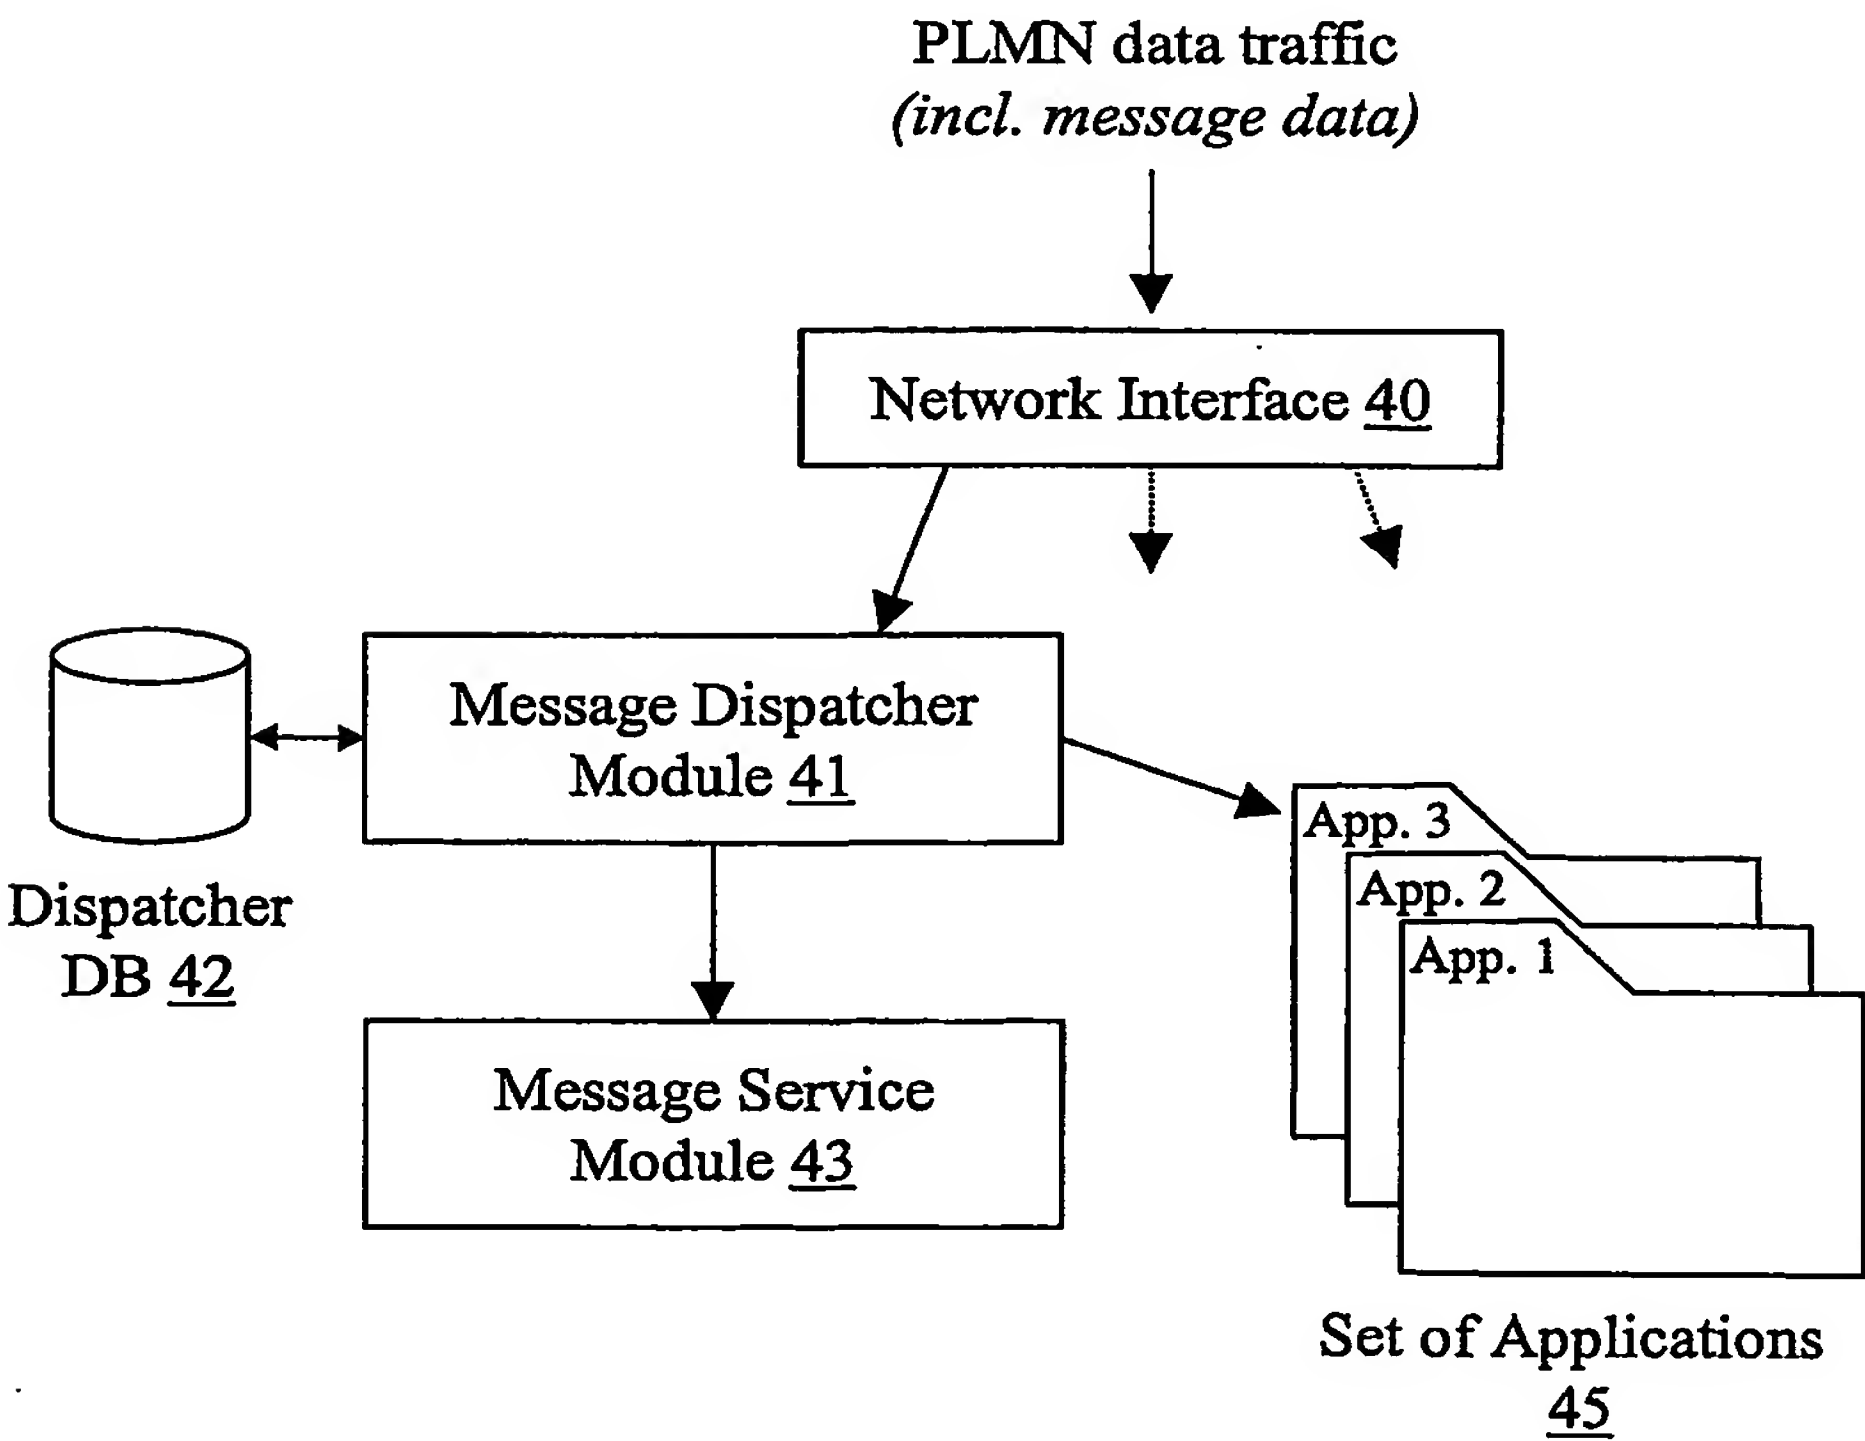 PLMN data traffic
(incl. message data)
Network Interface 40
Message Dispatcher
Module 41
Dispatcher
DB 42
Message Service
Module 43
App. 3
App. 2
App. 1
Set of Applications
45